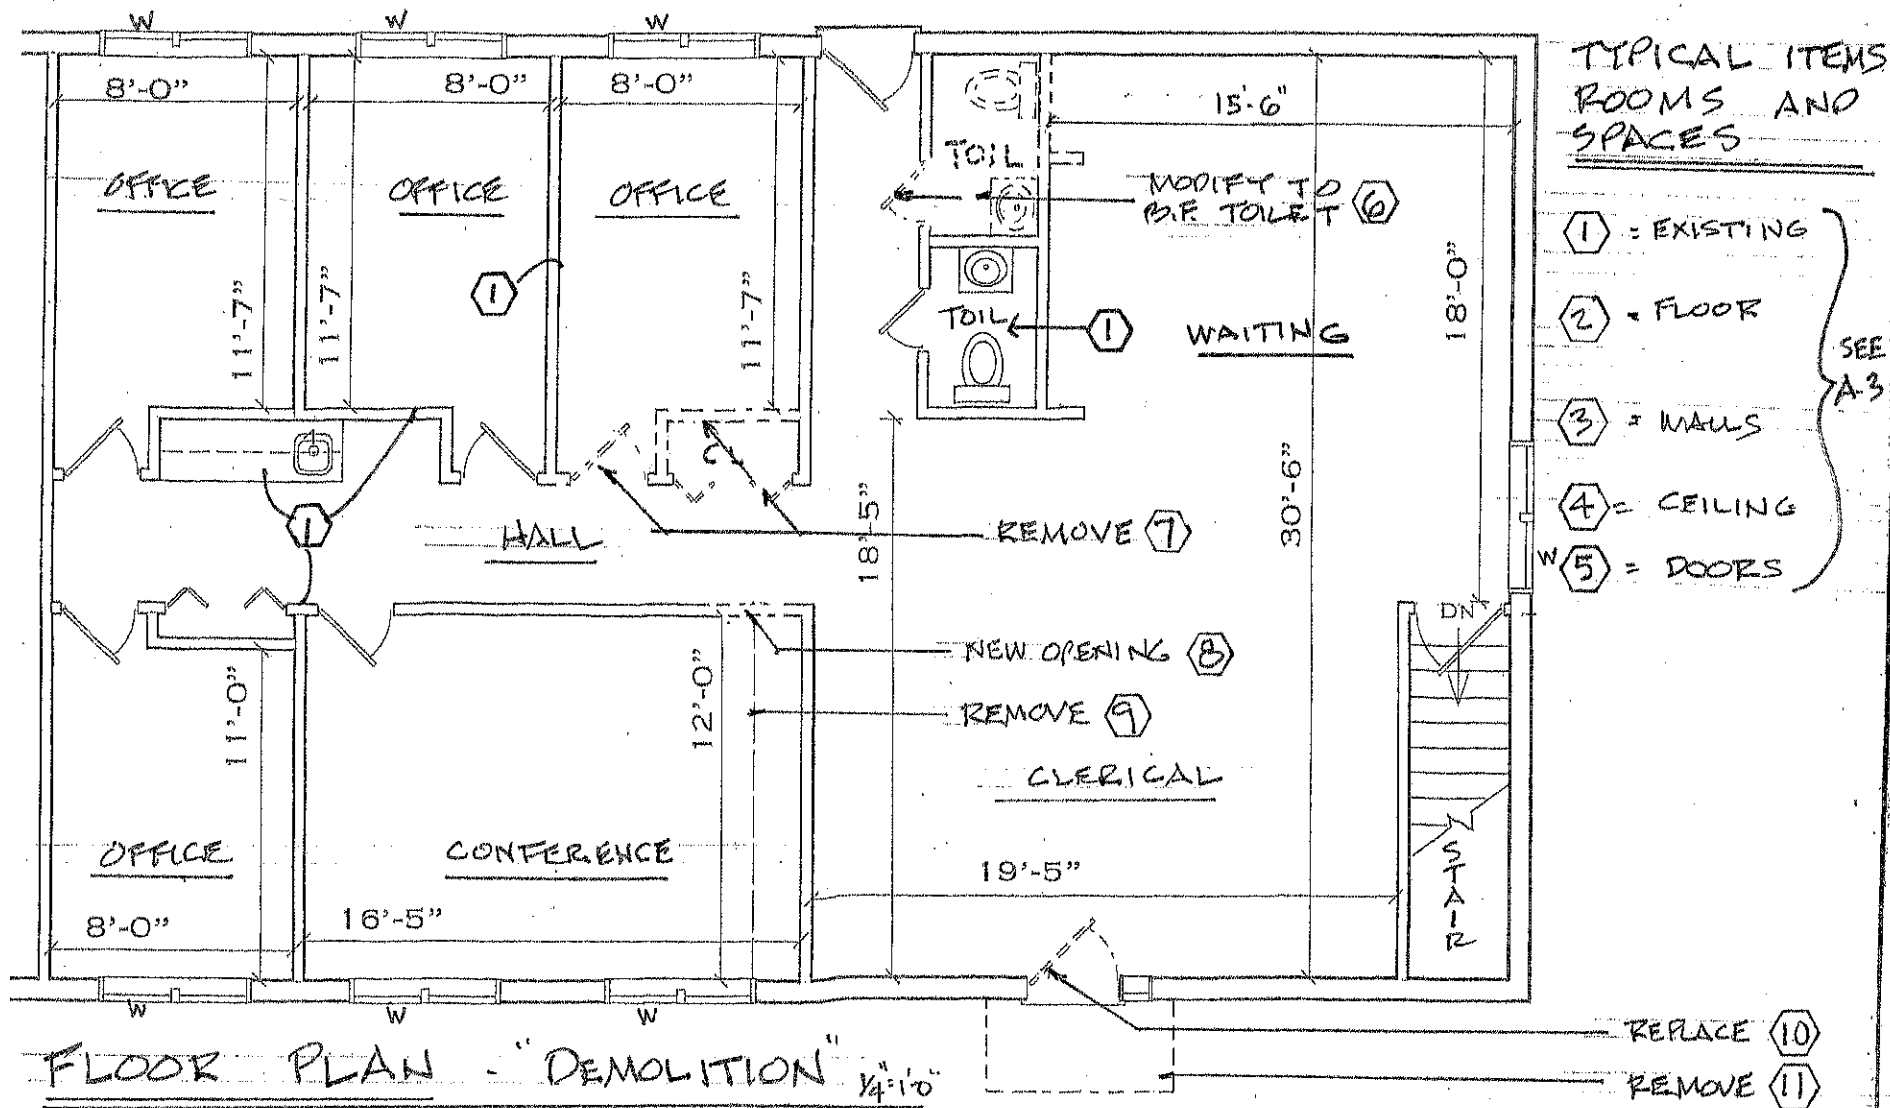 W
W
W
TYPICAL ITEMS
ROOMS AND
SPACES
8'-0"
8'-0"
8'-0"
15'-6"
TOIL
OFFICE
OFFICE
OFFICE
MODIFY TO
B.F. TOILET 6
1 = EXISTING
2 = FLOOR
3 = WALLS
4 = CEILING
W
5 = DOORS
SEE
A-3
11'-7"
11'-7"
11'-7"
1
18'-0"
TOIL
1
WAITING
1
HALL
18'-5"
30'-6"
REMOVE 7
DN
NEW OPENING 8
11'-0"
12'-0"
REMOVE 9
CLERICAL
OFFICE
CONFERENCE
19'-5"
STAIR
8'-0"
16'-5"
W
W
W
REPLACE 10
FLOOR PLAN - "DEMOLITION" 1/4"=1'-0"
REMOVE 11